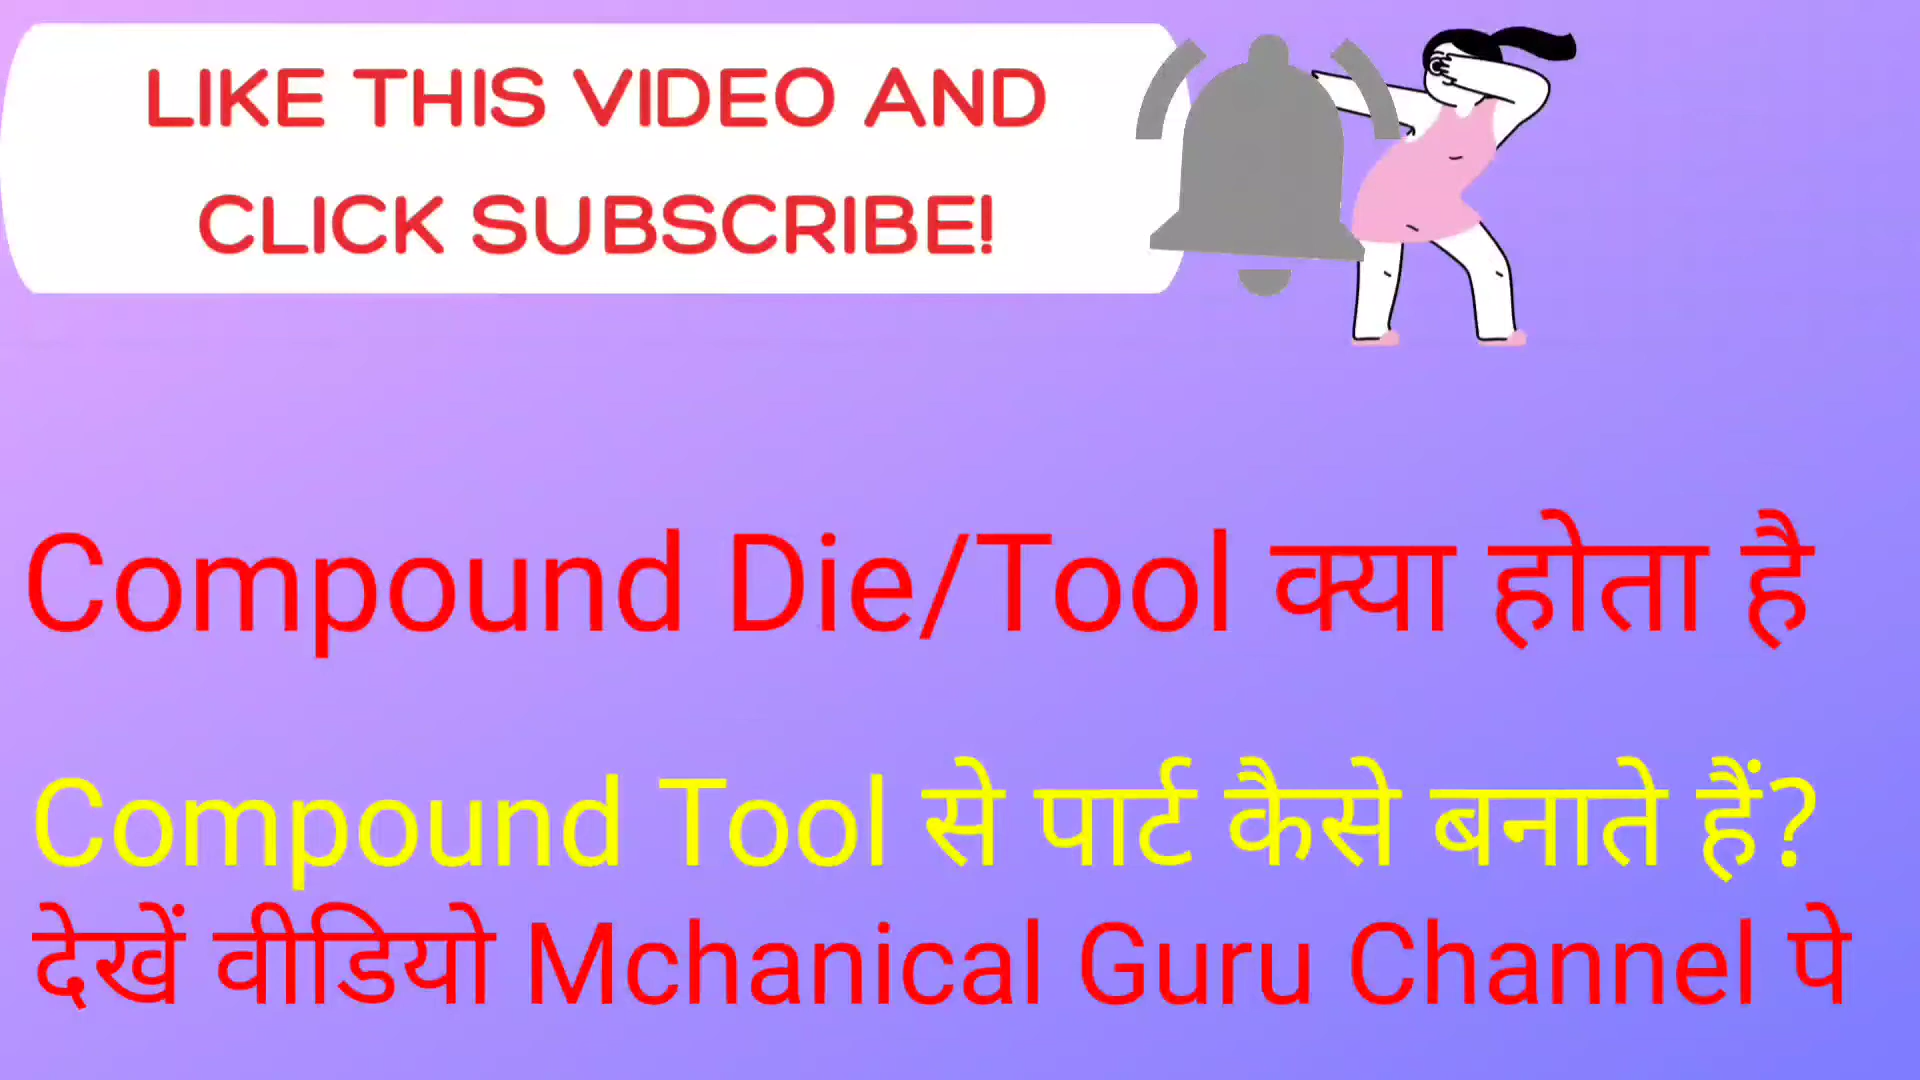 LIKE THIS VIDEO AND
CLICK SUBSCRIBE!
Compound Die/Tool क्या होता है
Compound Tool से पार्ट कैसे बनाते हैं?
देखें वीडियो Mchanical Guru Channel पे